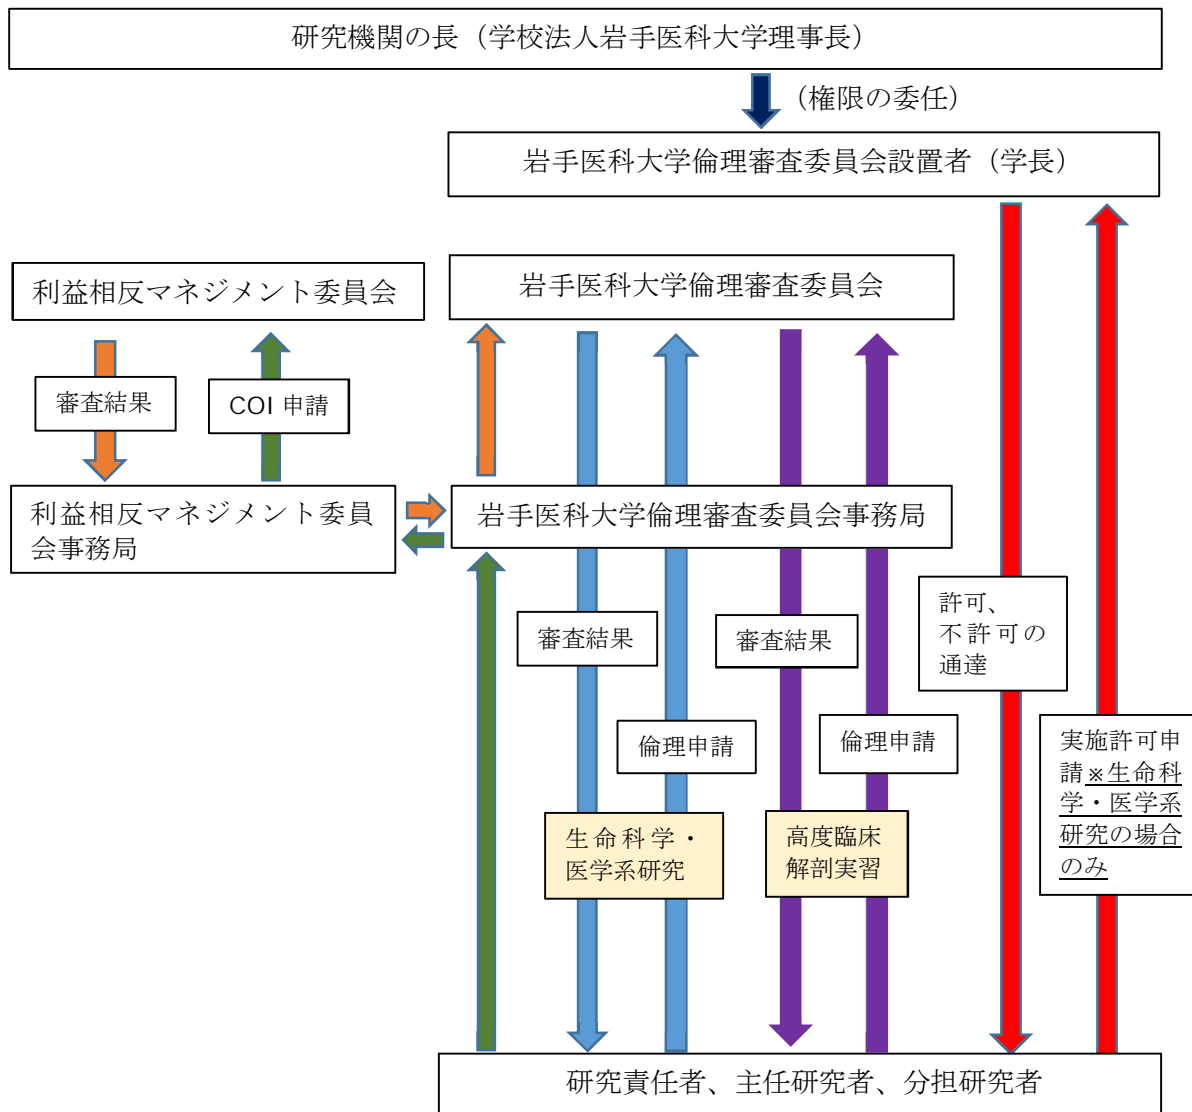 研究機関の長（学校法人岩手医科大学理事長）
（権限の委任）
岩手医科大学倫理審査委員会設置者（学長）
利益相反マネジメント委員会
岩手医科大学倫理審査委員会
審査結果
COI 申請
利益相反マネジメント委員
会事務局
岩手医科大学倫理審査委員会事務局
審査結果
倫理申請
生命科学・
医学系研究
審査結果
倫理申請
高度臨床
解剖実習
許可、
不許可の
通達
実施許可申
請※生命科
学・医学系
研究の場合
のみ
研究責任者、主任研究者、分担研究者